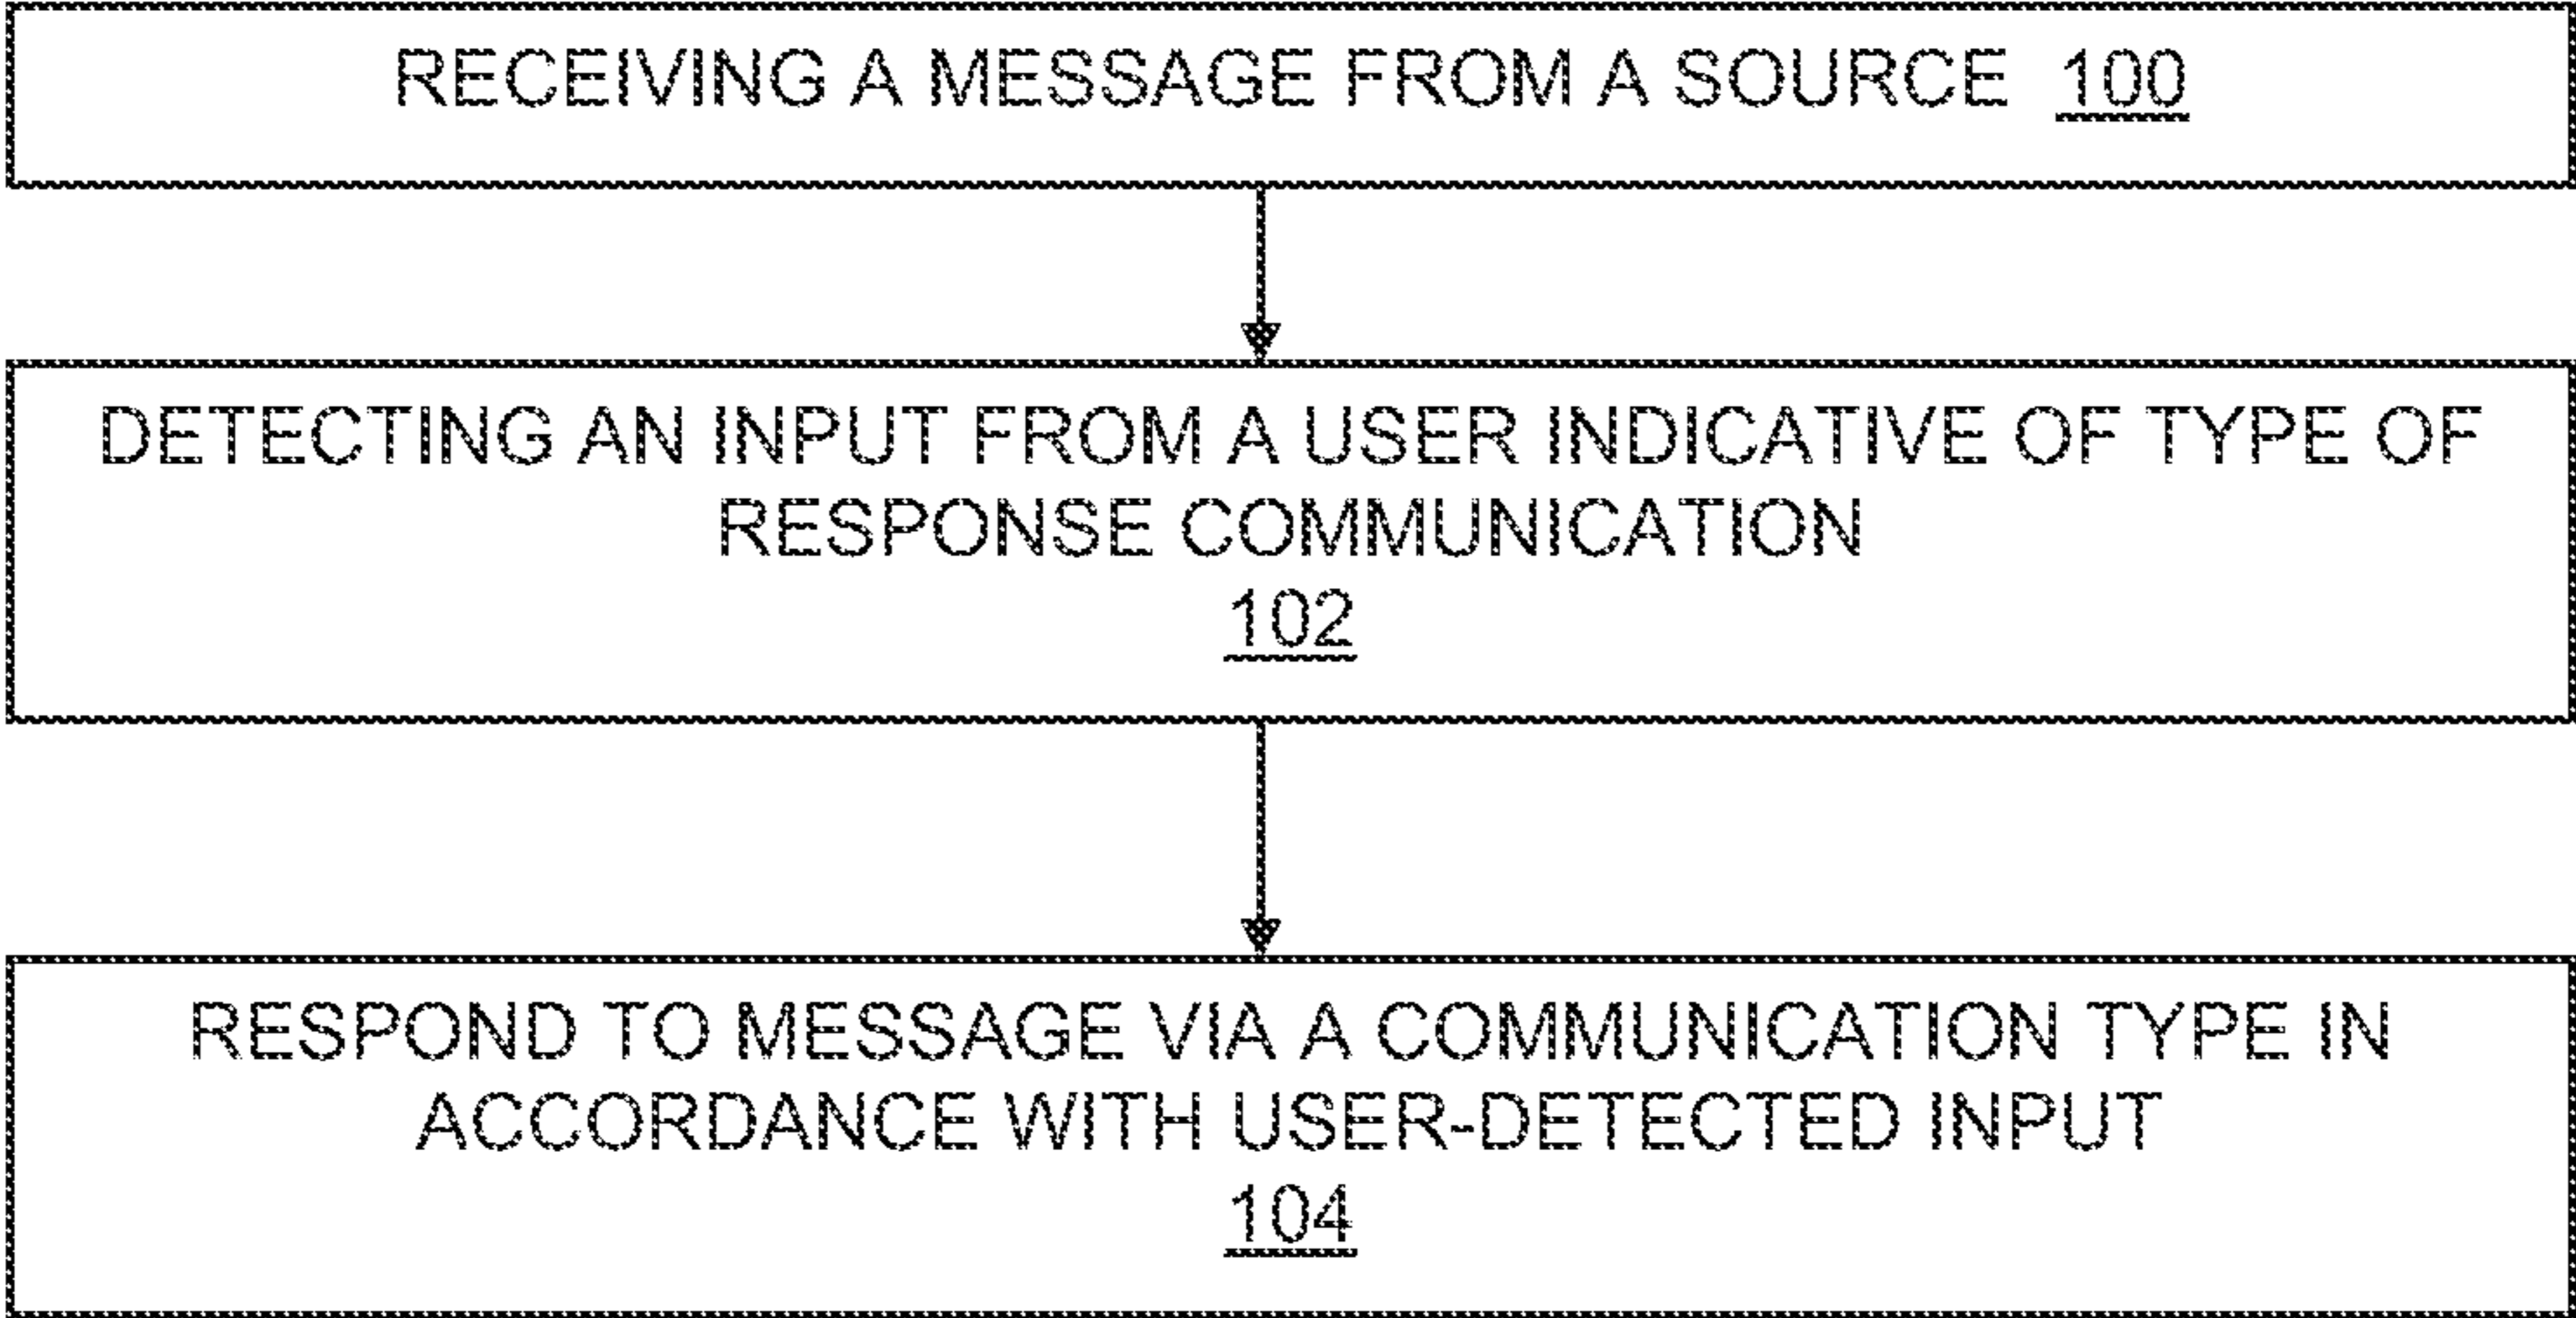 RECEIVING A MESSAGE FROM A SOURCE 100
DETECTING AN INPUT FROM A USER INDICATIVE OF TYPE OF
RESPONSE COMMUNICATION
102
RESPOND TO MESSAGE VIA A COMMUNICATION TYPE IN
ACCORDANCE WITH USER-DETECTED INPUT
104